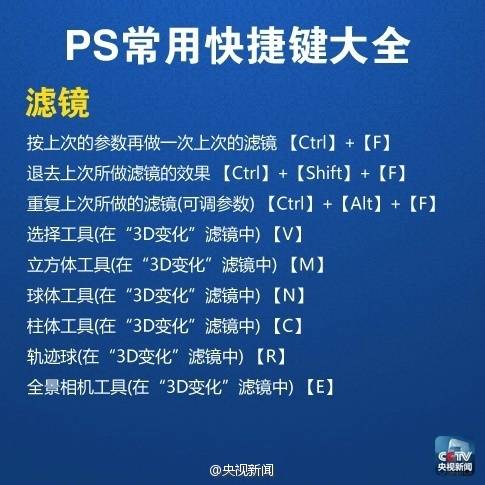 PS常用快捷键大全
滤镜
按上次的参数再做一次上次的滤镜 【Ctrl】+【F】
退去上次所做滤镜的效果 【Ctrl】+【Shift】+【F】
重复上次所做的滤镜(可调参数) 【Ctrl】+【Alt】+【F】
选择工具(在“3D变化”滤镜中) 【V】
立方体工具(在“3D变化”滤镜中) 【M】
球体工具(在“3D变化”滤镜中) 【N】
柱体工具(在“3D变化”滤镜中) 【C】
轨迹球(在“3D变化”滤镜中) 【R】
全景相机工具(在“3D变化”滤镜中) 【E】
CCTV
央视新闻
@央视新闻